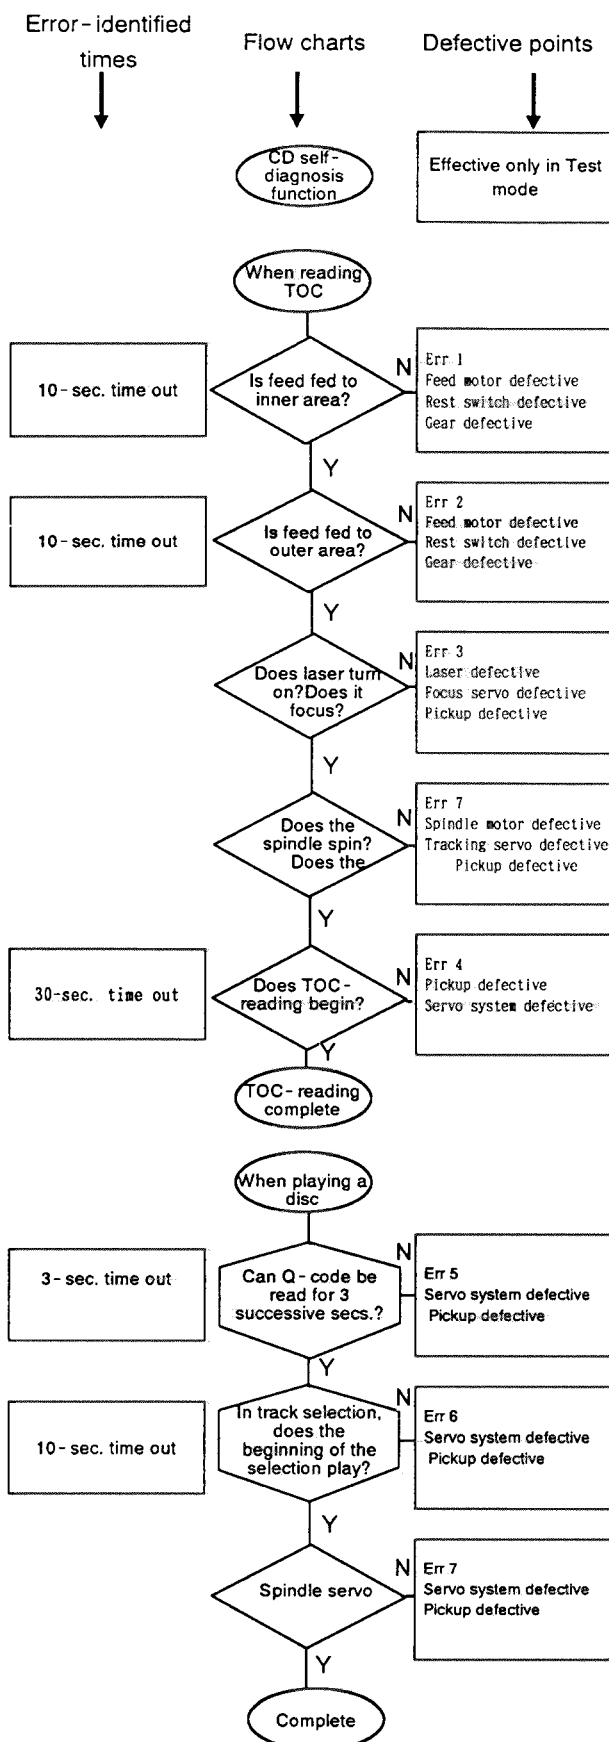 Error-identified times
Flow charts
Defective points
CD self-
diagnosis
function
Effective only in Test
mode
When reading
TOC
10-sec. time out
Is feed fed to
inner area?
N
Err 1
Feed motor defective
Rest switch defective
Gear defective
Y
10-sec. time out
Is feed fed to
outer area?
N
Err 2
Feed motor defective
Rest switch defective
Gear defective
Y
Does laser turn
on?Does it
focus?
N
Err 3
Laser defective
Focus servo defective
Pickup defective
Y
Does the
spindle spin?
Does the
N
Err 7
Spindle motor defective
Tracking servo defective
Pickup defective
Y
30-sec. time out
Does TOC-
reading begin?
N
Err 4
Pickup defective
Servo system defective
Y
TOC-reading
complete
When playing a
disc
3-sec. time out
Can Q-code be
read for 3
successive secs.?
N
Err 5
Servo system defective
Pickup defective
Y
10-sec. time out
In track selection,
does the
beginning of the
selection play?
N
Err 6
Servo system defective
Pickup defective
Y
Spindle servo
N
Err 7
Servo system defective
Pickup defective
Y
Complete